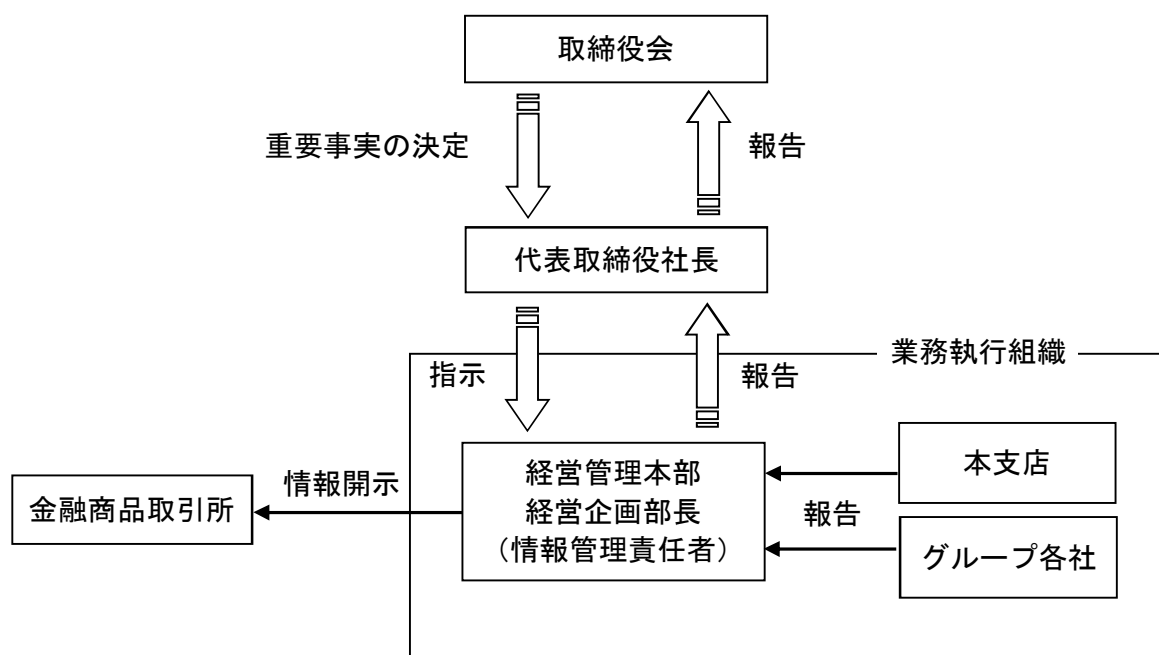 取締役会
重要事実の決定
報告
代表取締役社長
業務執行組織
指示
報告
経営管理本部
経営企画部長
（情報管理責任者）
本支店
情報開示
金融商品取引所
報告
グループ各社